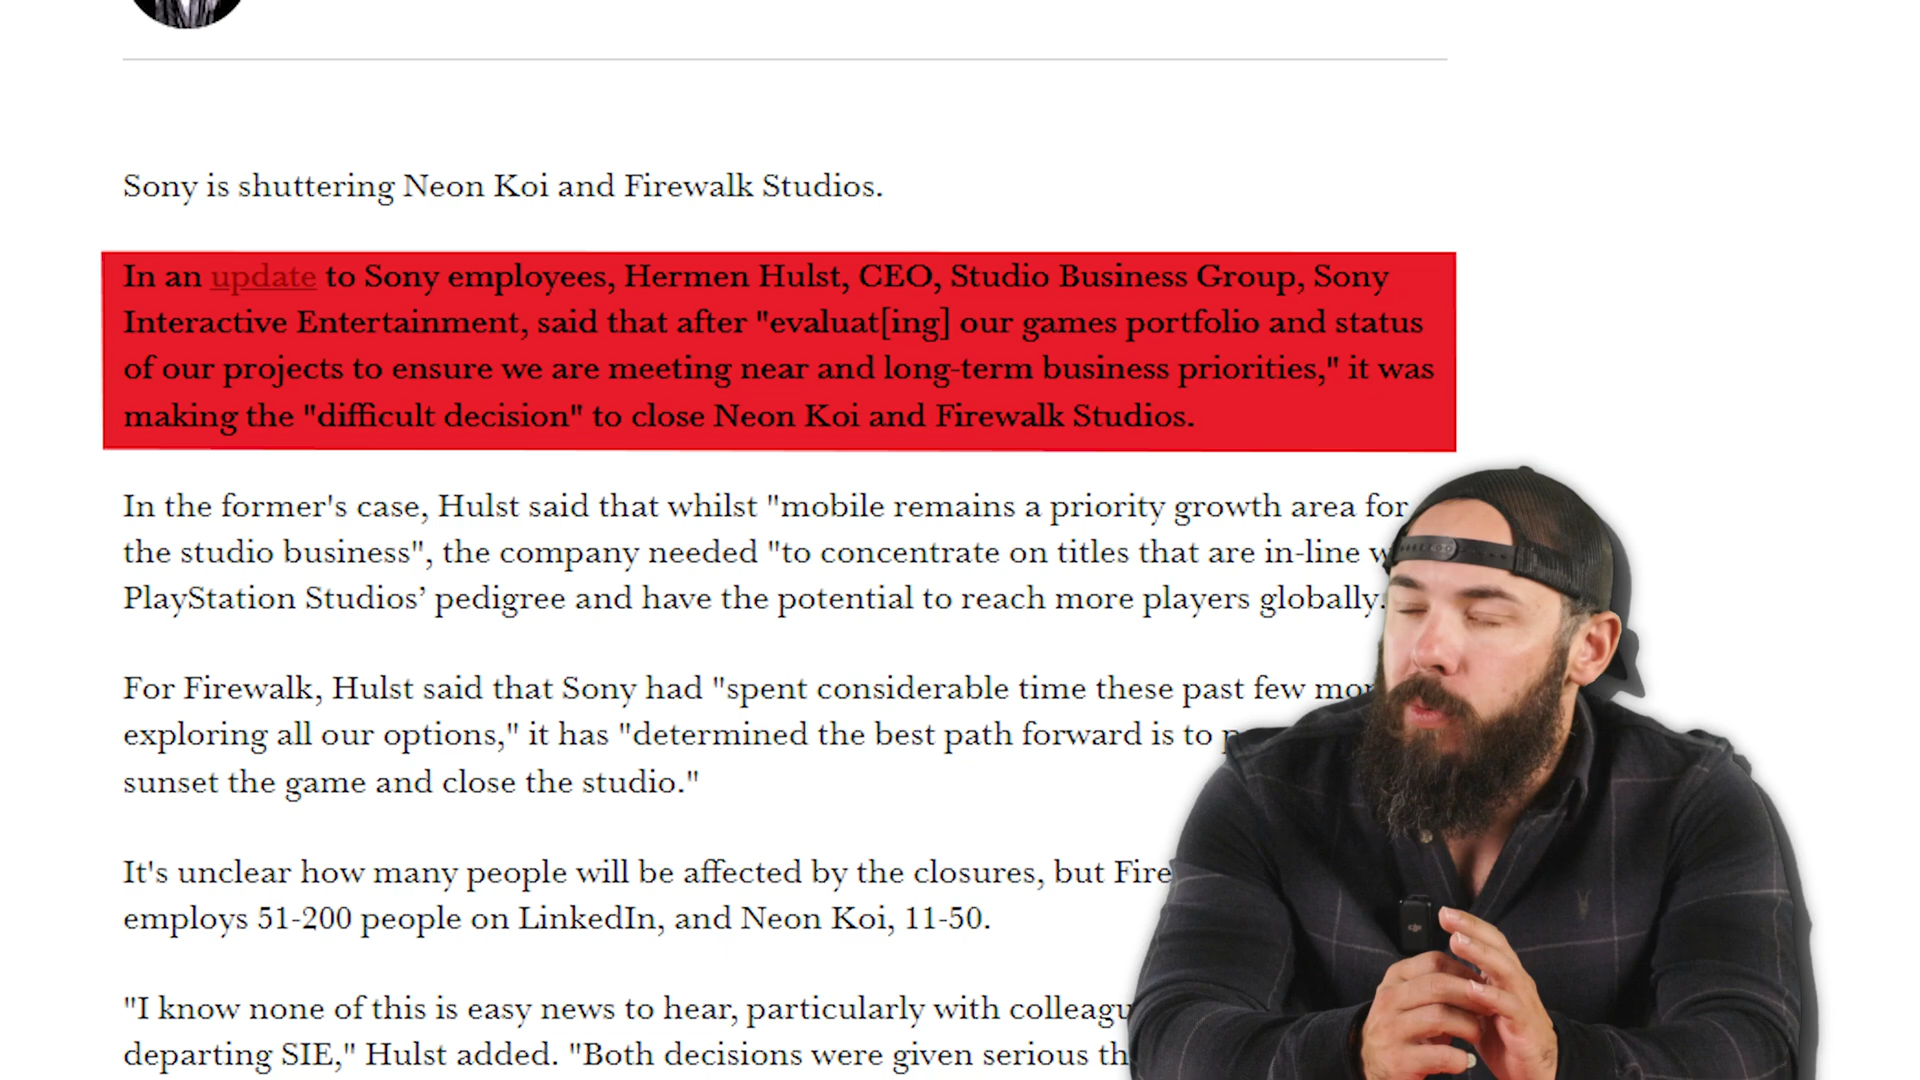 Sony is shuttering Neon Koi and Firewalk Studios.
In an update to Sony employees, Hermen Hulst, CEO, Studio Business Group, Sony
Interactive Entertainment, said that after "evaluat[ing] our games portfolio and status
of our projects to ensure we are meeting near and long-term business priorities," it was
making the "difficult decision" to close Neon Koi and Firewalk Studios.
In the former's case, Hulst said that whilst "mobile remains a priority growth area for
the studio business", the company needed "to concentrate on titles that are in-line
PlayStation Studios’ pedigree and have the potential to reach more players globally.
For Firewalk, Hulst said that Sony had "spent considerable time these past few
exploring all our options," it has "determined the best path forward is to
sunset the game and close the studio."
It's unclear how many people will be affected by the closures, but Fire
employs 51-200 people on LinkedIn, and Neon Koi, 11-50.
"I know none of this is easy news to hear, particularly with colleagu
departing SIE," Hulst added. "Both decisions were given serious th